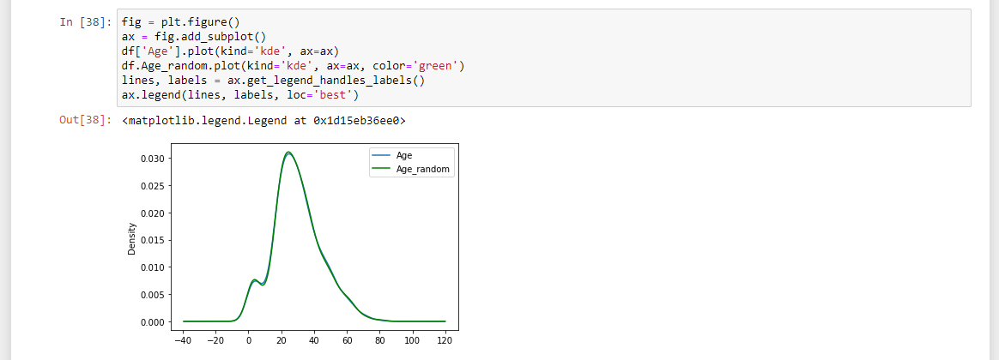 In [38]: fig = plt.figure()
ax = fig.add_subplot()
df['Age'].plot(kind='kde', ax=ax)
df.Age_random.plot(kind='kde', ax=ax, color='green')
lines, labels = ax.get_legend_handles_labels()
ax.legend(lines, labels, loc='best')
Out[38]: <matplotlib.legend.Legend at 0x1d15eb36ee0>
Age
Age_random
Density
0.030
0.025
0.020
0.015
0.010
0.005
0.000
−40 −20 0 20 40 60 80 100 120